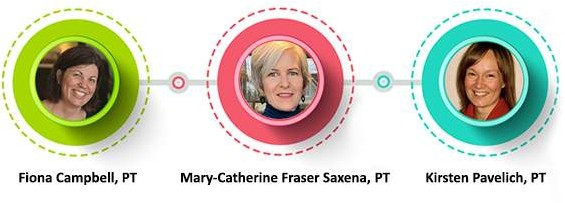 Fiona Campbell, PT Mary-Catherine Fraser Saxena, PT Kirsten Pavelich, PT